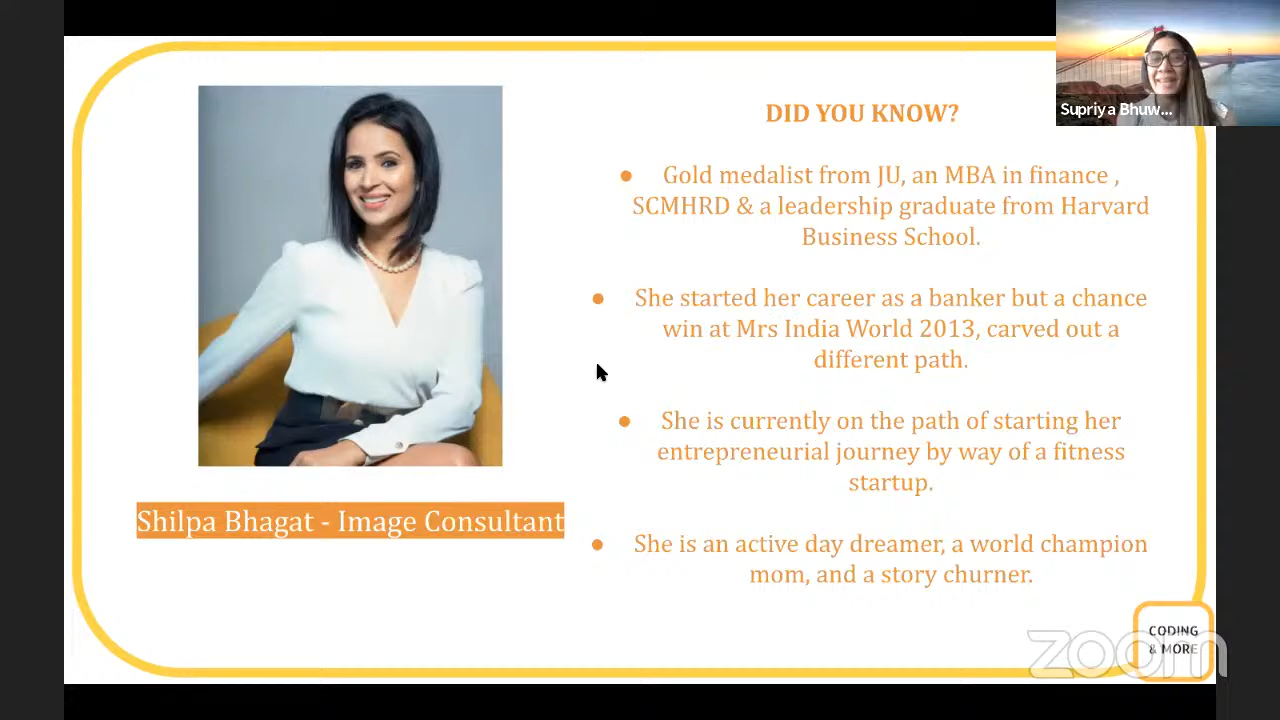 Supriya Bhuw...
DID YOU KNOW?
● Gold medalist from JU, an MBA in finance ,
SCMHRD & a leadership graduate from Harvard
Business School.
● She started her career as a banker but a chance
win at Mrs India World 2013, carved out a
different path.
● She is currently on the path of starting her
entrepreneurial journey by way of a fitness
startup.
● She is an active day dreamer, a world champion
mom, and a story churner.
Shilpa Bhagat - Image Consultant
CODING
& MORE
zoom